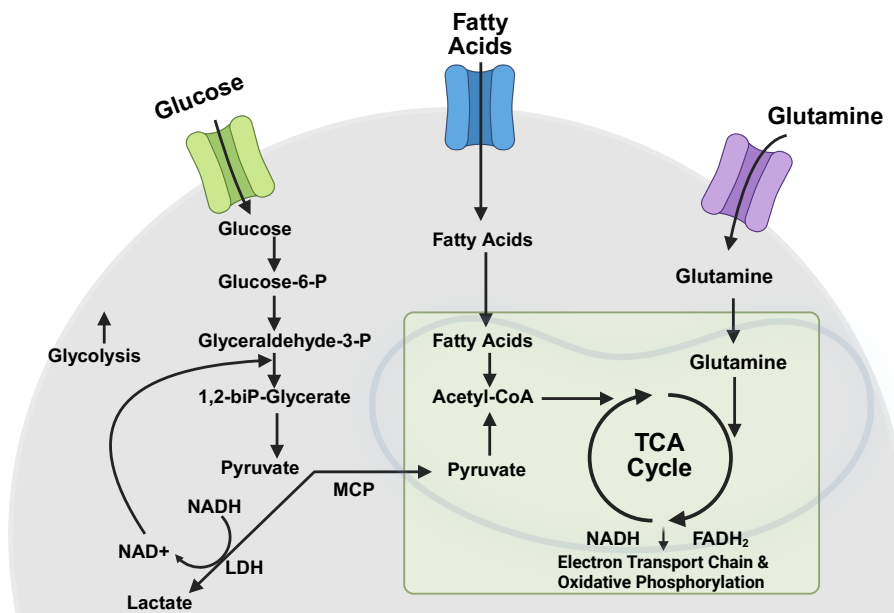 Fatty
Acids
Glucose
Glutamine
Glucose
Fatty Acids
Glutamine
Glucose-6-P
Glyceraldehyde-3-P
Glycolysis
Fatty Acids
Glutamine
1,2-biP-Glycerate
Acetyl-CoA
TCA
Cycle
Pyruvate
Pyruvate
MCP
NADH
NAD+
LDH
Lactate
NADH
FADH₂
Electron Transport Chain &
Oxidative Phosphorylation